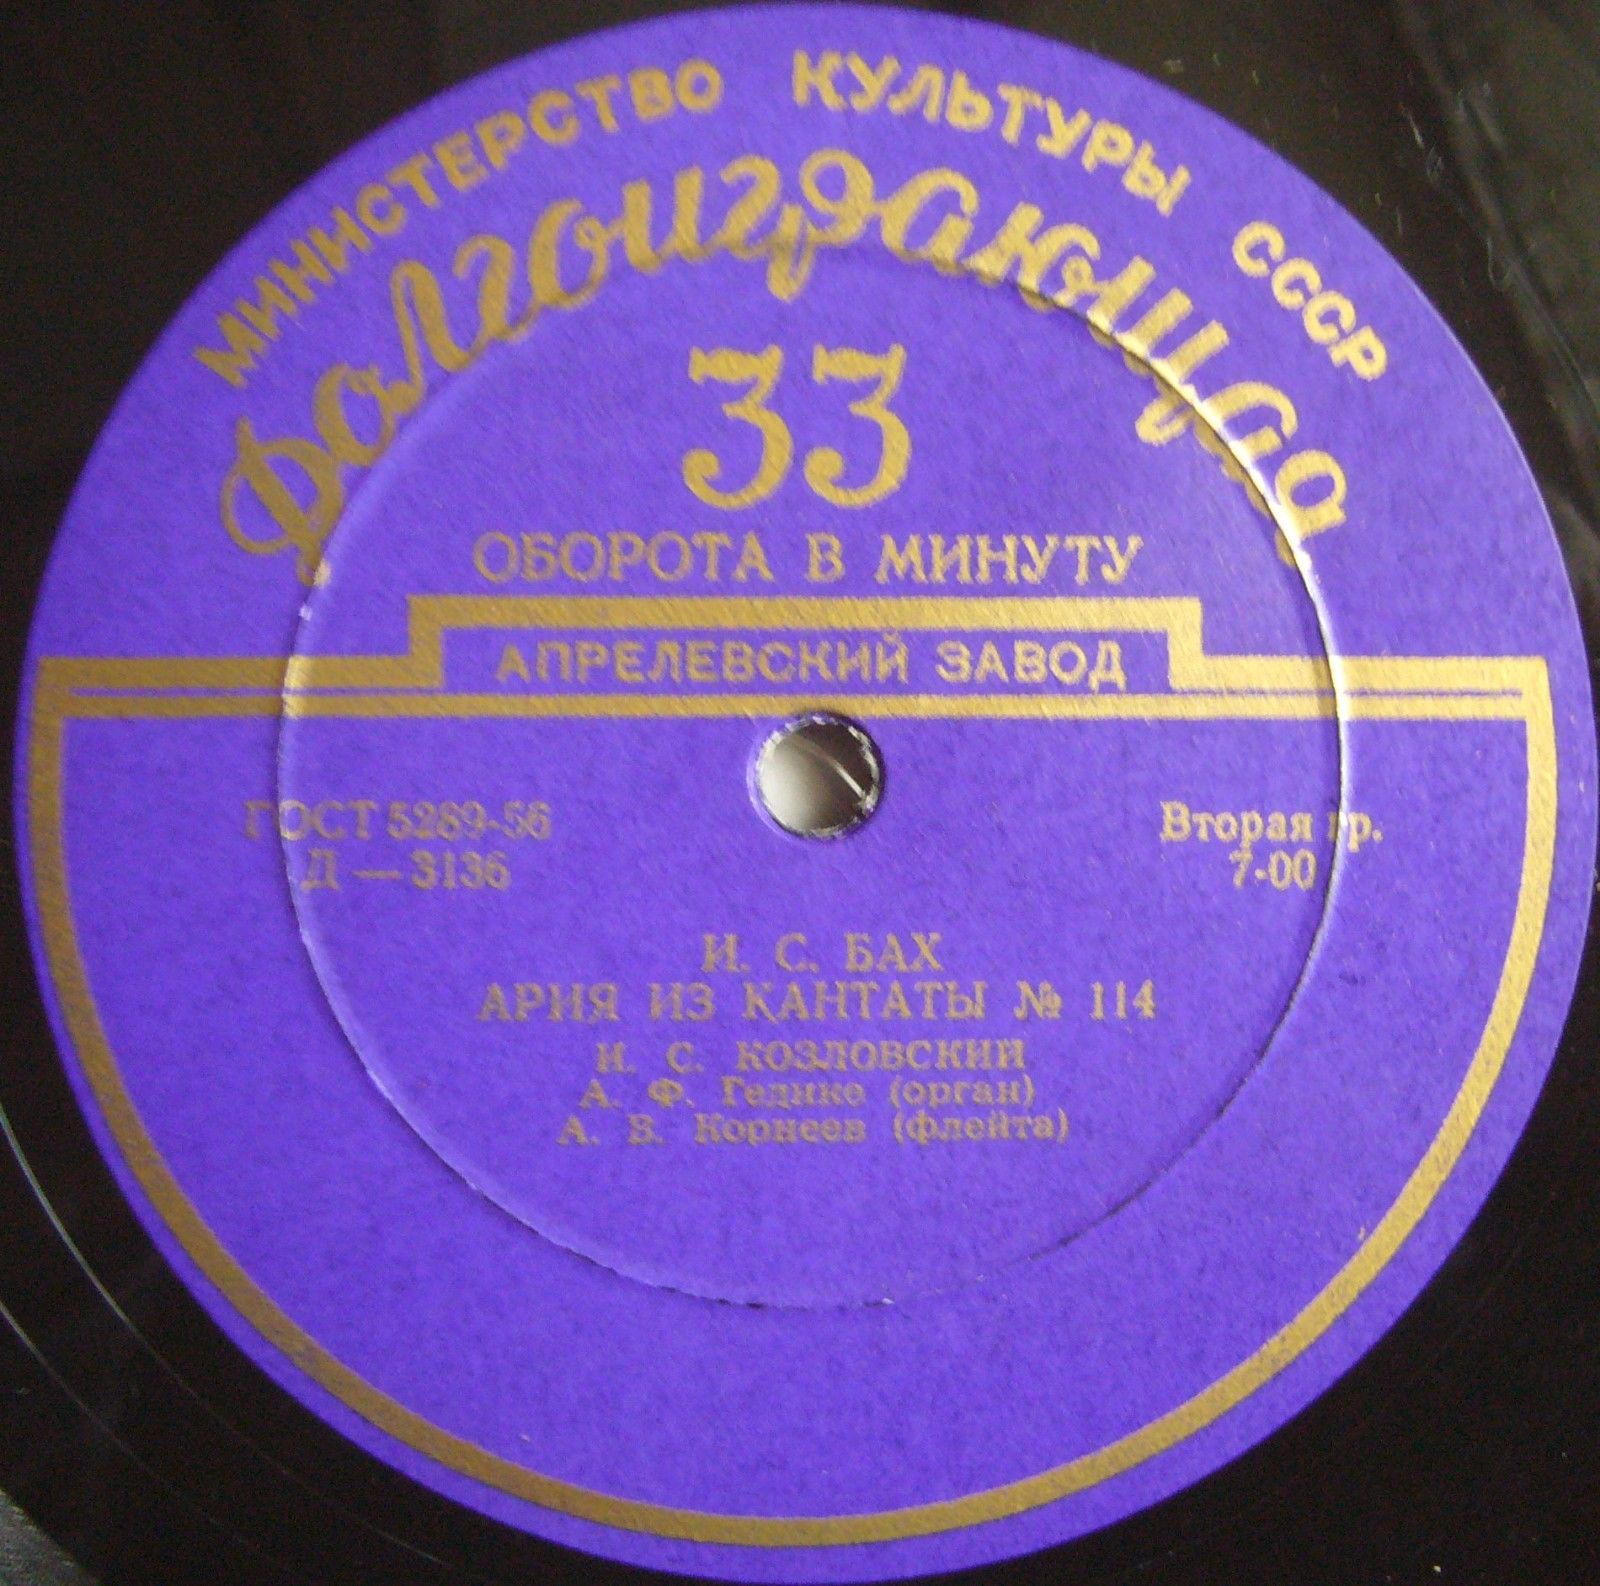 МИНИСТЕРСТВО КУЛЬТУРЫ СССР
Долгоиграющая
33
ОБОРОТА В МИНУТУ
АПРЕЛЕВСКИЙ ЗАВОД
ГОСТ 5289-56
Д — 3136
Вторая гр.
7-00
И. С. БАХ
АРИЯ ИЗ КАНТАТЫ № 114
И. С. КОЗЛОВСКИЙ
А. Ф. Гедике (орган)
А. В. Корнеев (флейта)